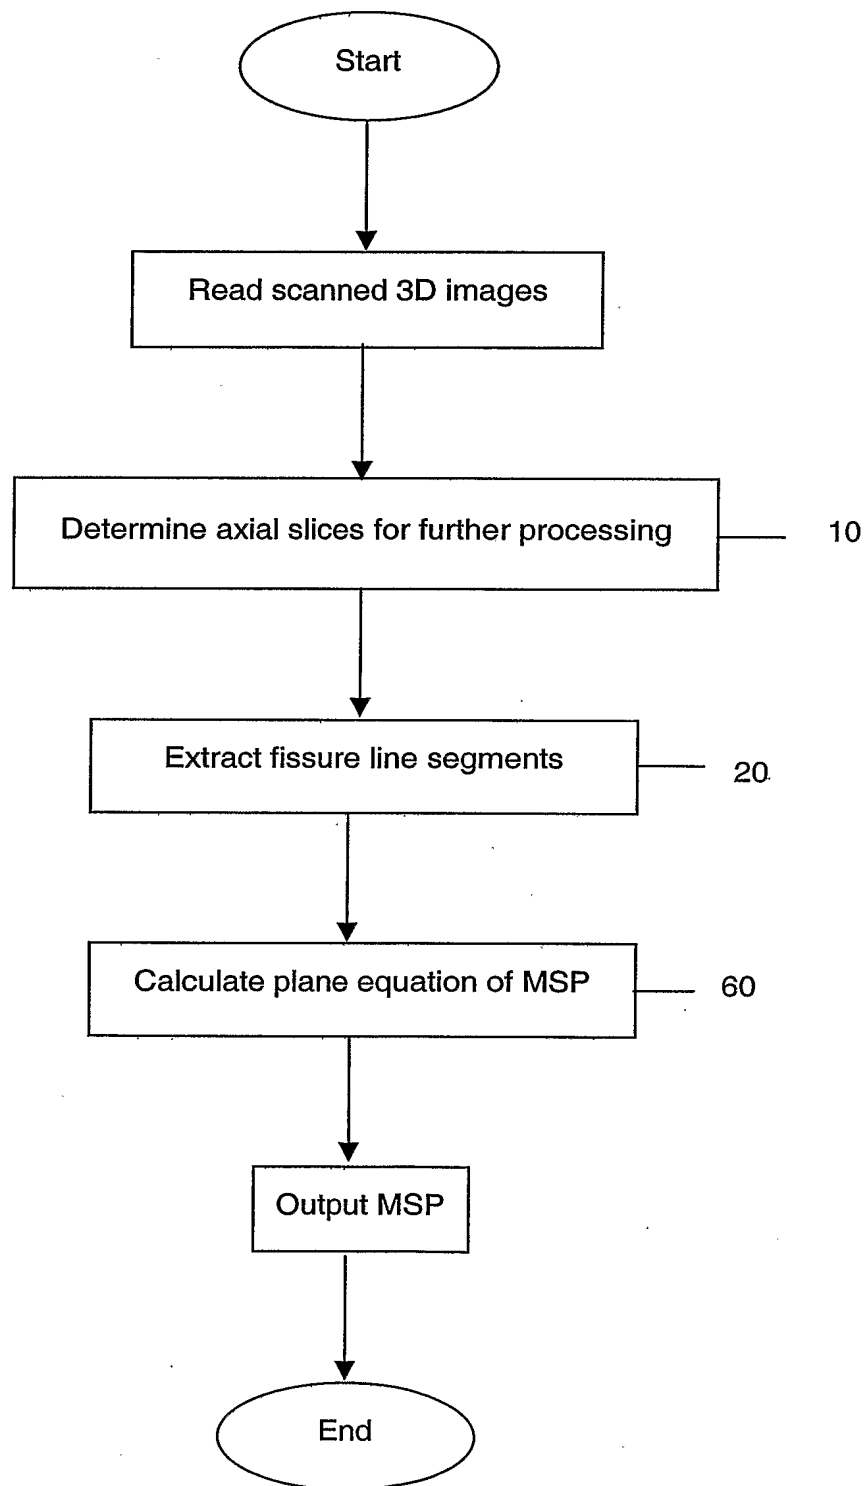 Start
Read scanned 3D images
Determine axial slices for further processing
10
Extract fissure line segments
20
Calculate plane equation of MSP
60
Output MSP
End